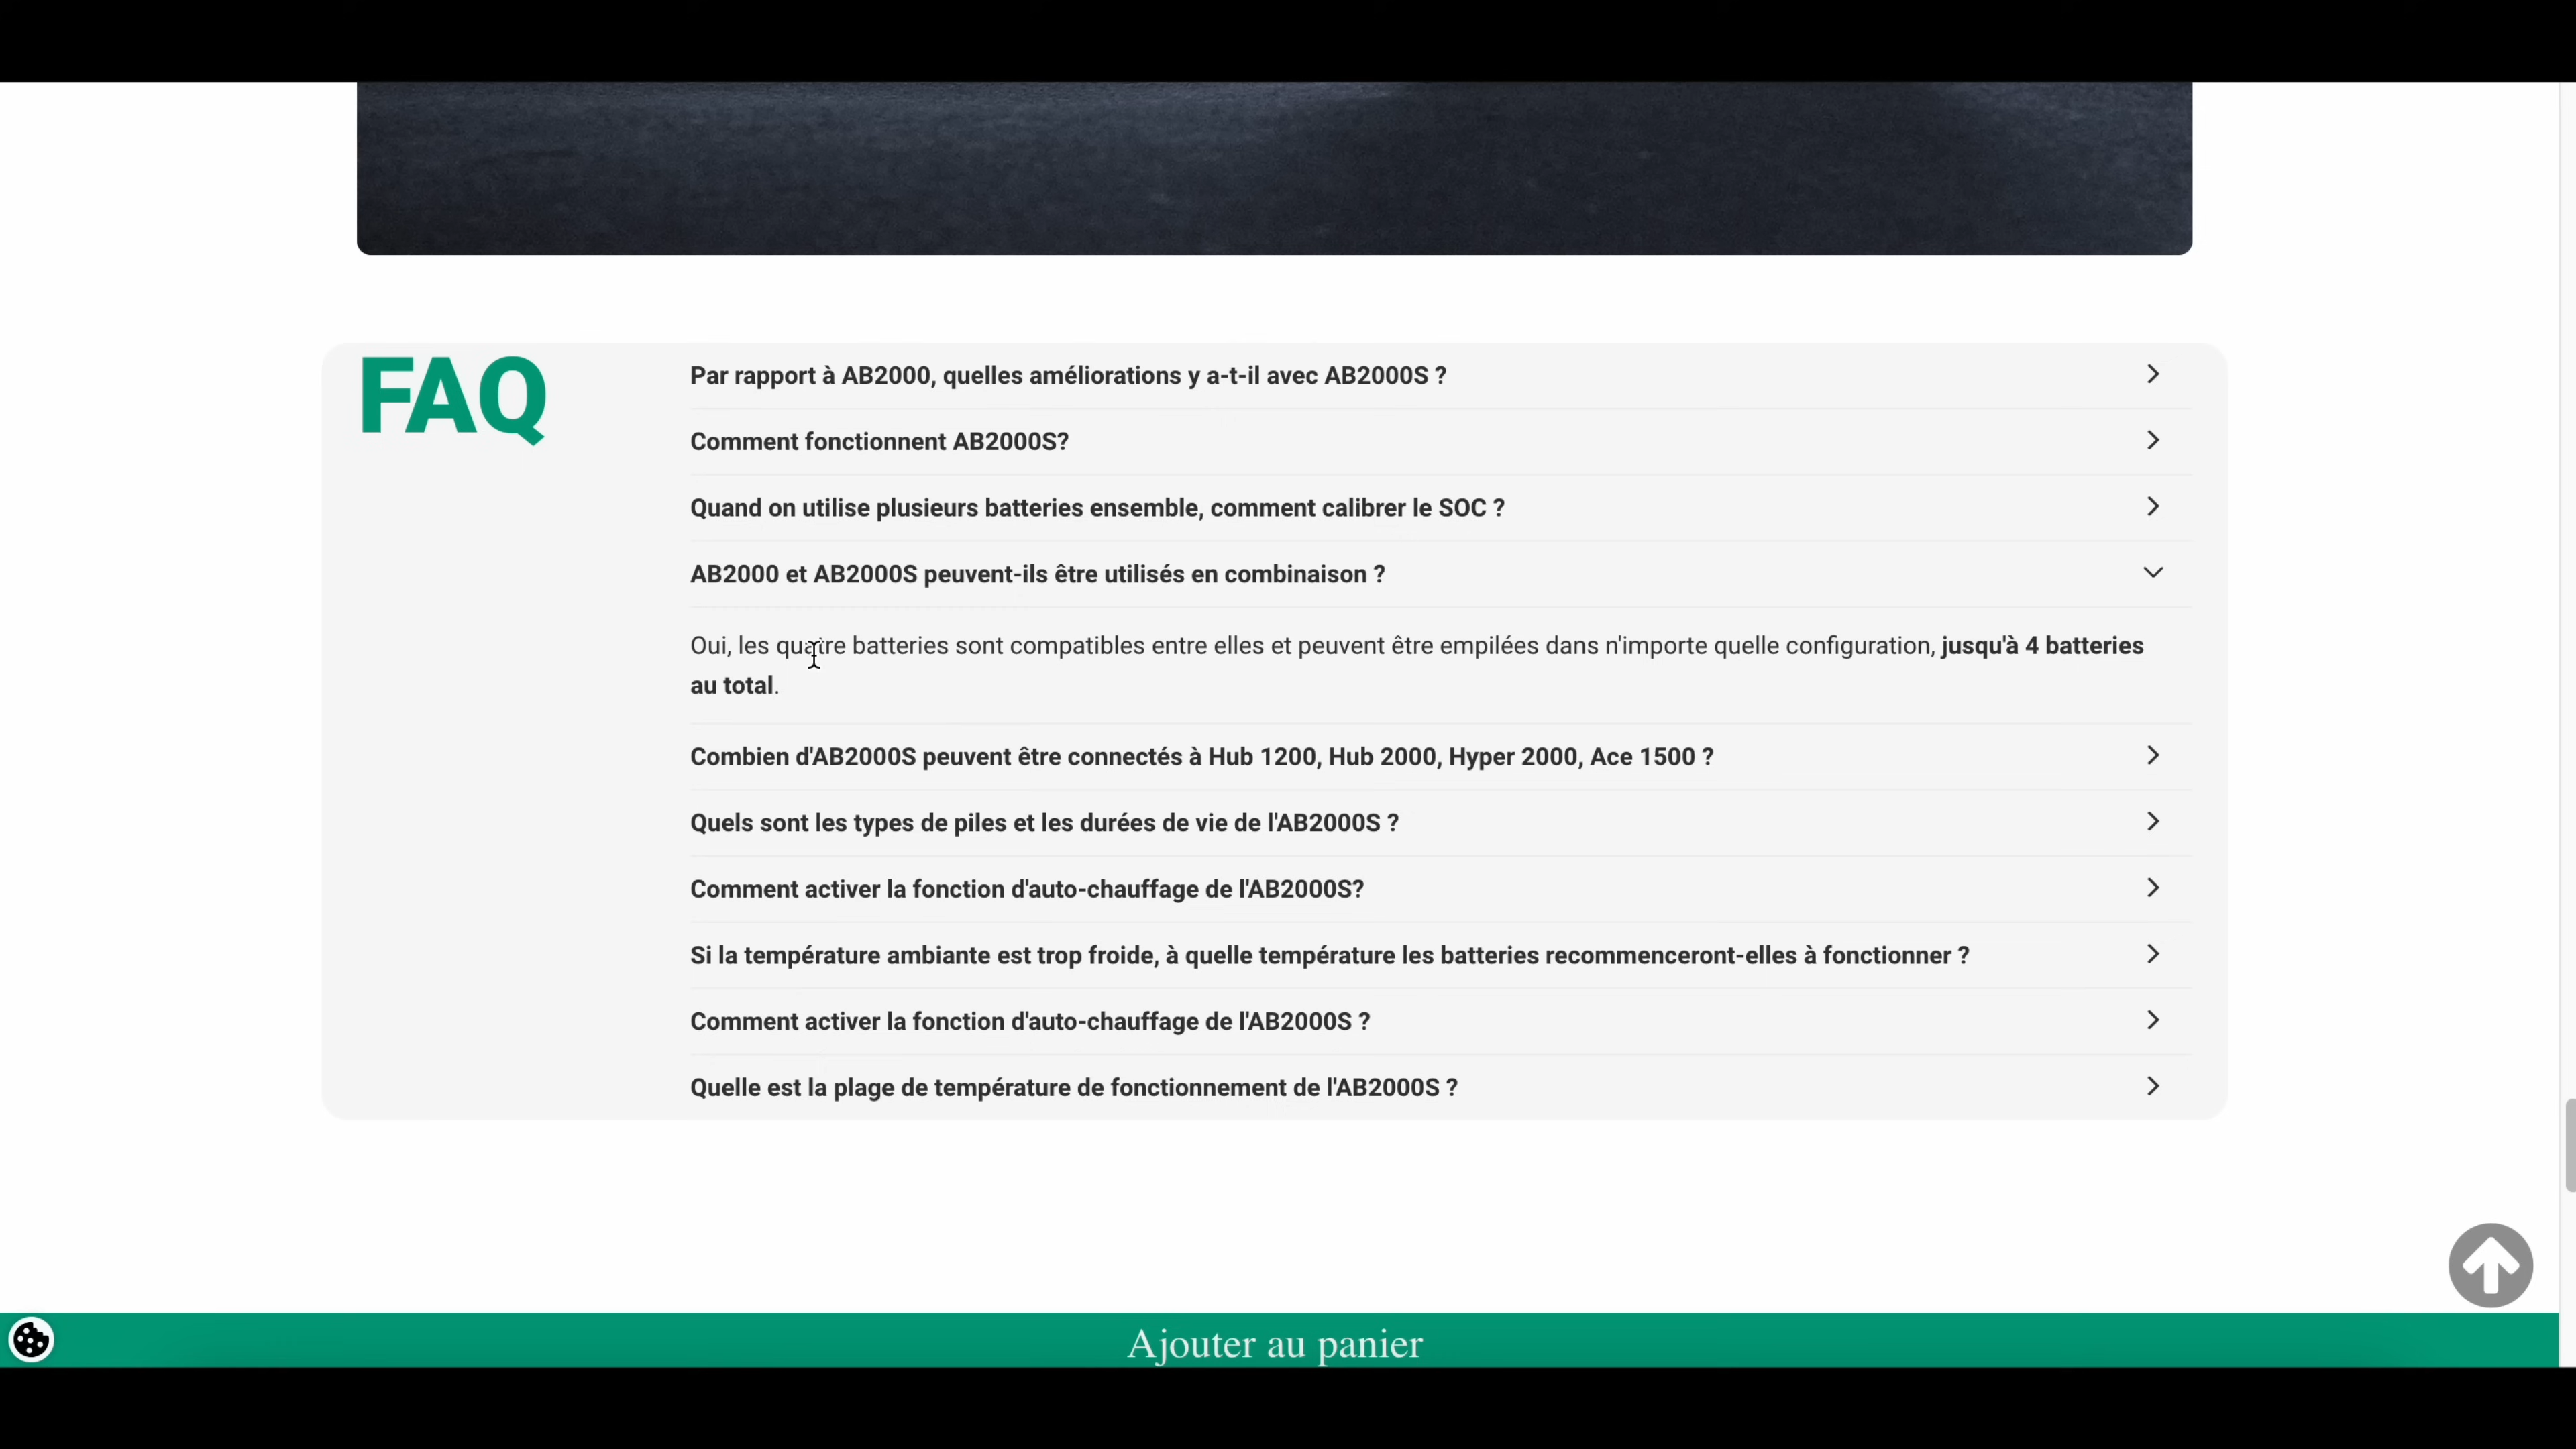 FAQ
Par rapport à AB2000, quelles améliorations y a-t-il avec AB2000S ?
Comment fonctionnent AB2000S?
Quand on utilise plusieurs batteries ensemble, comment calibrer le SOC ?
AB2000 et AB2000S peuvent-ils être utilisés en combinaison ?
Oui, les quatre batteries sont compatibles entre elles et peuvent être empilées dans n'importe quelle configuration, jusqu'à 4 batteries
au total.
Combien d'AB2000S peuvent être connectés à Hub 1200, Hub 2000, Hyper 2000, Ace 1500 ?
Quels sont les types de piles et les durées de vie de l'AB2000S ?
Comment activer la fonction d'auto-chauffage de l'AB2000S?
Si la température ambiante est trop froide, à quelle température les batteries recommenceront-elles à fonctionner ?
Comment activer la fonction d'auto-chauffage de l'AB2000S ?
Quelle est la plage de température de fonctionnement de l'AB2000S ?
Ajouter au panier